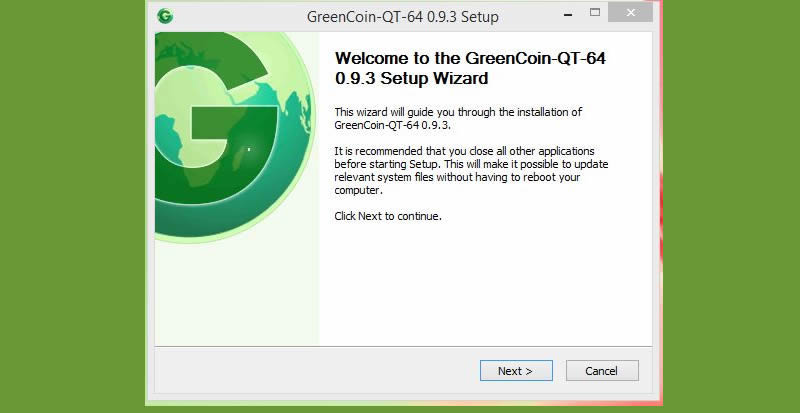 GreenCoin-QT-64 0.9.3 Setup
Welcome to the GreenCoin-QT-64
0.9.3 Setup Wizard
This wizard will guide you through the installation of
GreenCoin-QT-64 0.9.3.
It is recommended that you close all other applications
before starting Setup. This will make it possible to update
relevant system files without having to reboot your
computer.
Click Next to continue.
Next >
Cancel